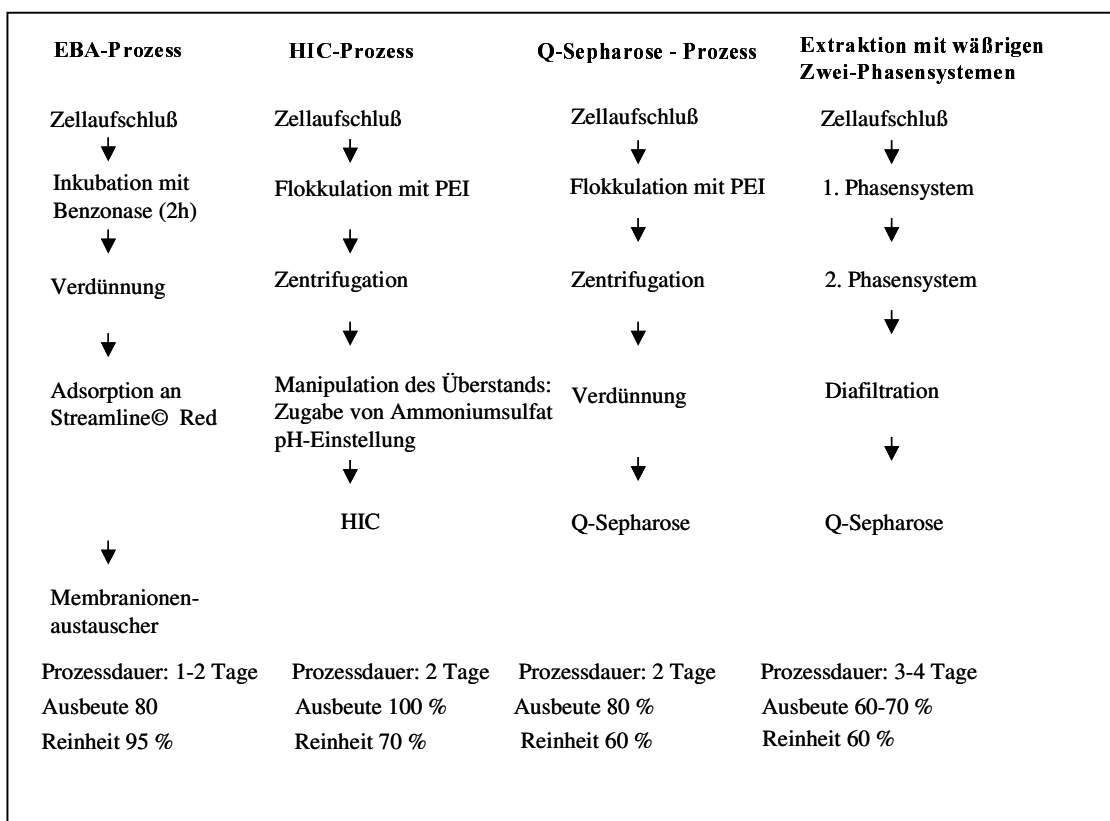 EBA-Prozess
Zellaufschluß
Inkubation mit
Benzonase (2h)
Verdünnung
Adsorption an
Streamline© Red
Membranionen-
austauscher
Prozessdauer: 1-2 Tage
Ausbeute 80
Reinheit 95 %
HIC-Prozess
Zellaufschluß
Flokkulation mit PEI
Zentrifugation
Manipulation des Überstands:
Zugabe von Ammoniumsulfat
pH-Einstellung
HIC
Prozessdauer: 2 Tage
Ausbeute 100 %
Reinheit 70 %
Q-Sepharose - Prozess
Zellaufschluß
Flokkulation mit PEI
Zentrifugation
Verdünnung
Q-Sepharose
Prozessdauer: 2 Tage
Ausbeute 80 %
Reinheit 60 %
Extraktion mit wäßrigen
Zwei-Phasensystemen
Zellaufschluß
1. Phasensystem
2. Phasensystem
Diafiltration
Q-Sepharose
Prozessdauer: 3-4 Tage
Ausbeute 60-70 %
Reinheit 60 %